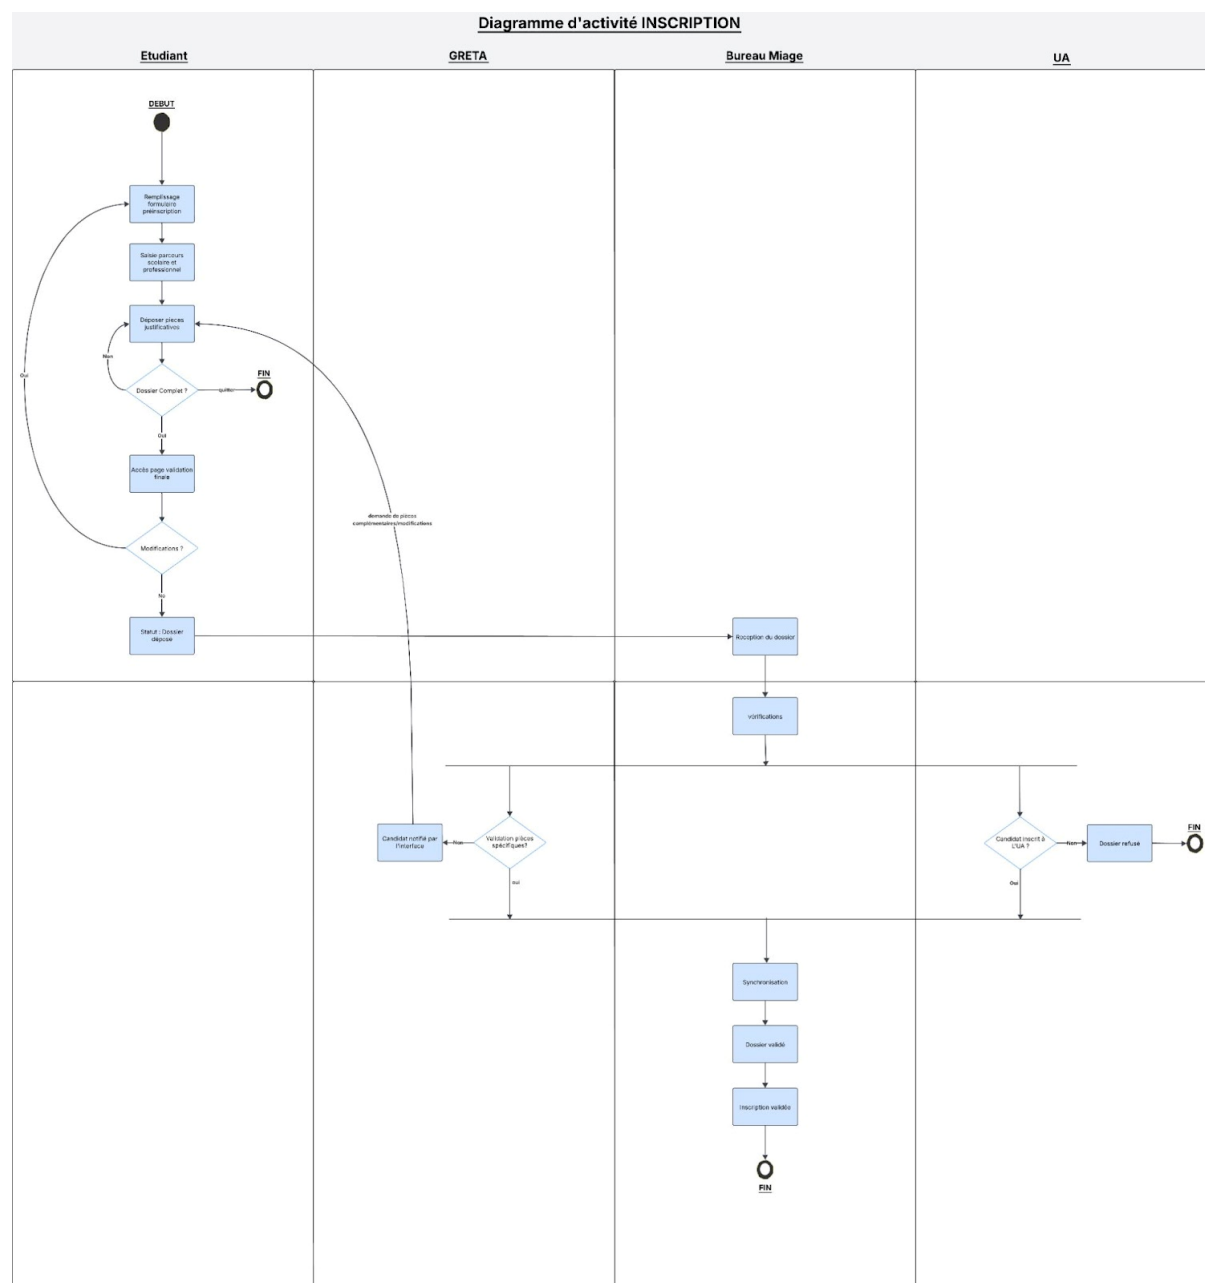 Diagramme d'activité INSCRIPTION
Etudiant
GRETA
Bureau Miage
UA
DEBUT
Remplissage
formulaire
préinscription
Saisie parcours
scolaire et
professionnel
Déposer pièces
justificatives
Non
Oui
Dossier Complet ?
quitter
FIN
Oui
Accès page validation
finale
demande de pièces
complémentaires/modifications
Modifications ?
No
Statut : Dossier
déposé
Reception du dossier
vérifications
Candidat notifié par
l'interface
Non
Validation pièces
spécifiques?
oui
Candidat inscrit à
L'UA ?
Non
Dossier refusé
FIN
Oui
Synchronisation
Dossier validé
Inscription validée
FIN